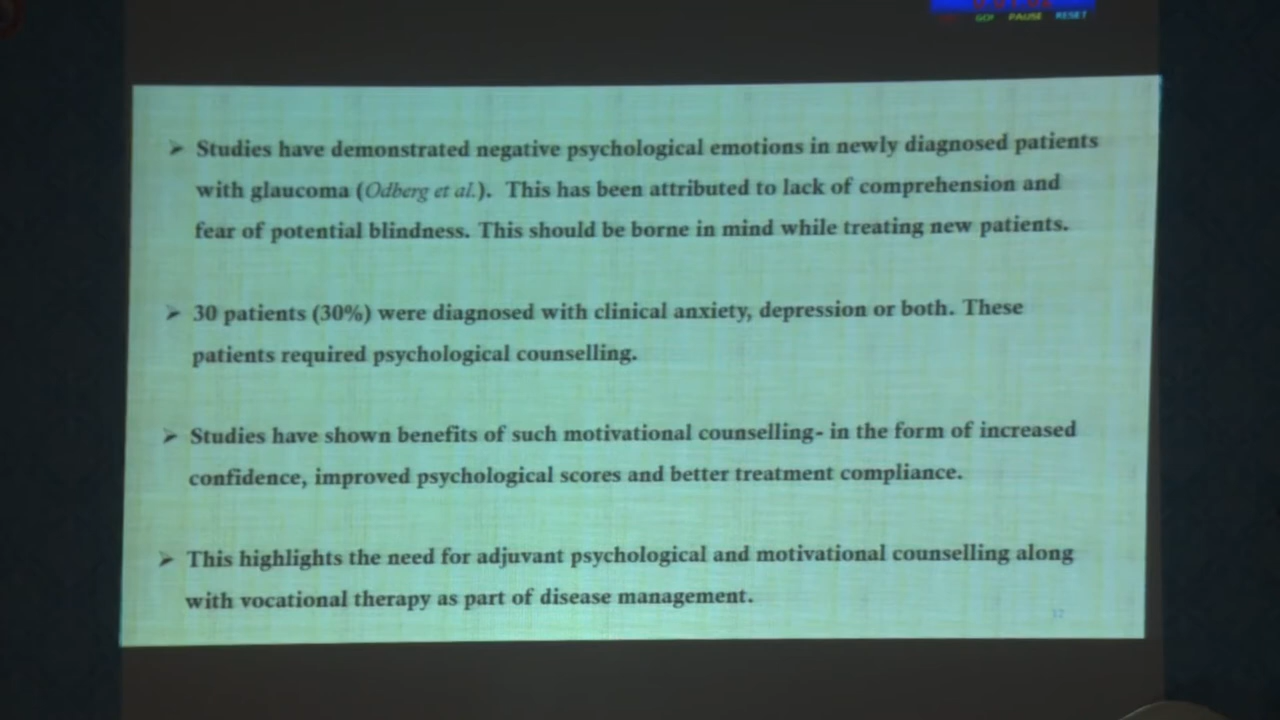 GO! PAUSE RESET
➢ Studies have demonstrated negative psychological emotions in newly diagnosed patients
with glaucoma (Odberg et al.). This has been attributed to lack of comprehension and
fear of potential blindness. This should be borne in mind while treating new patients.
➢ 30 patients (30%) were diagnosed with clinical anxiety, depression or both. These
patients required psychological counselling.
➢ Studies have shown benefits of such motivational counselling- in the form of increased
confidence, improved psychological scores and better treatment compliance.
➢ This highlights the need for adjuvant psychological and motivational counselling along
with vocational therapy as part of disease management.